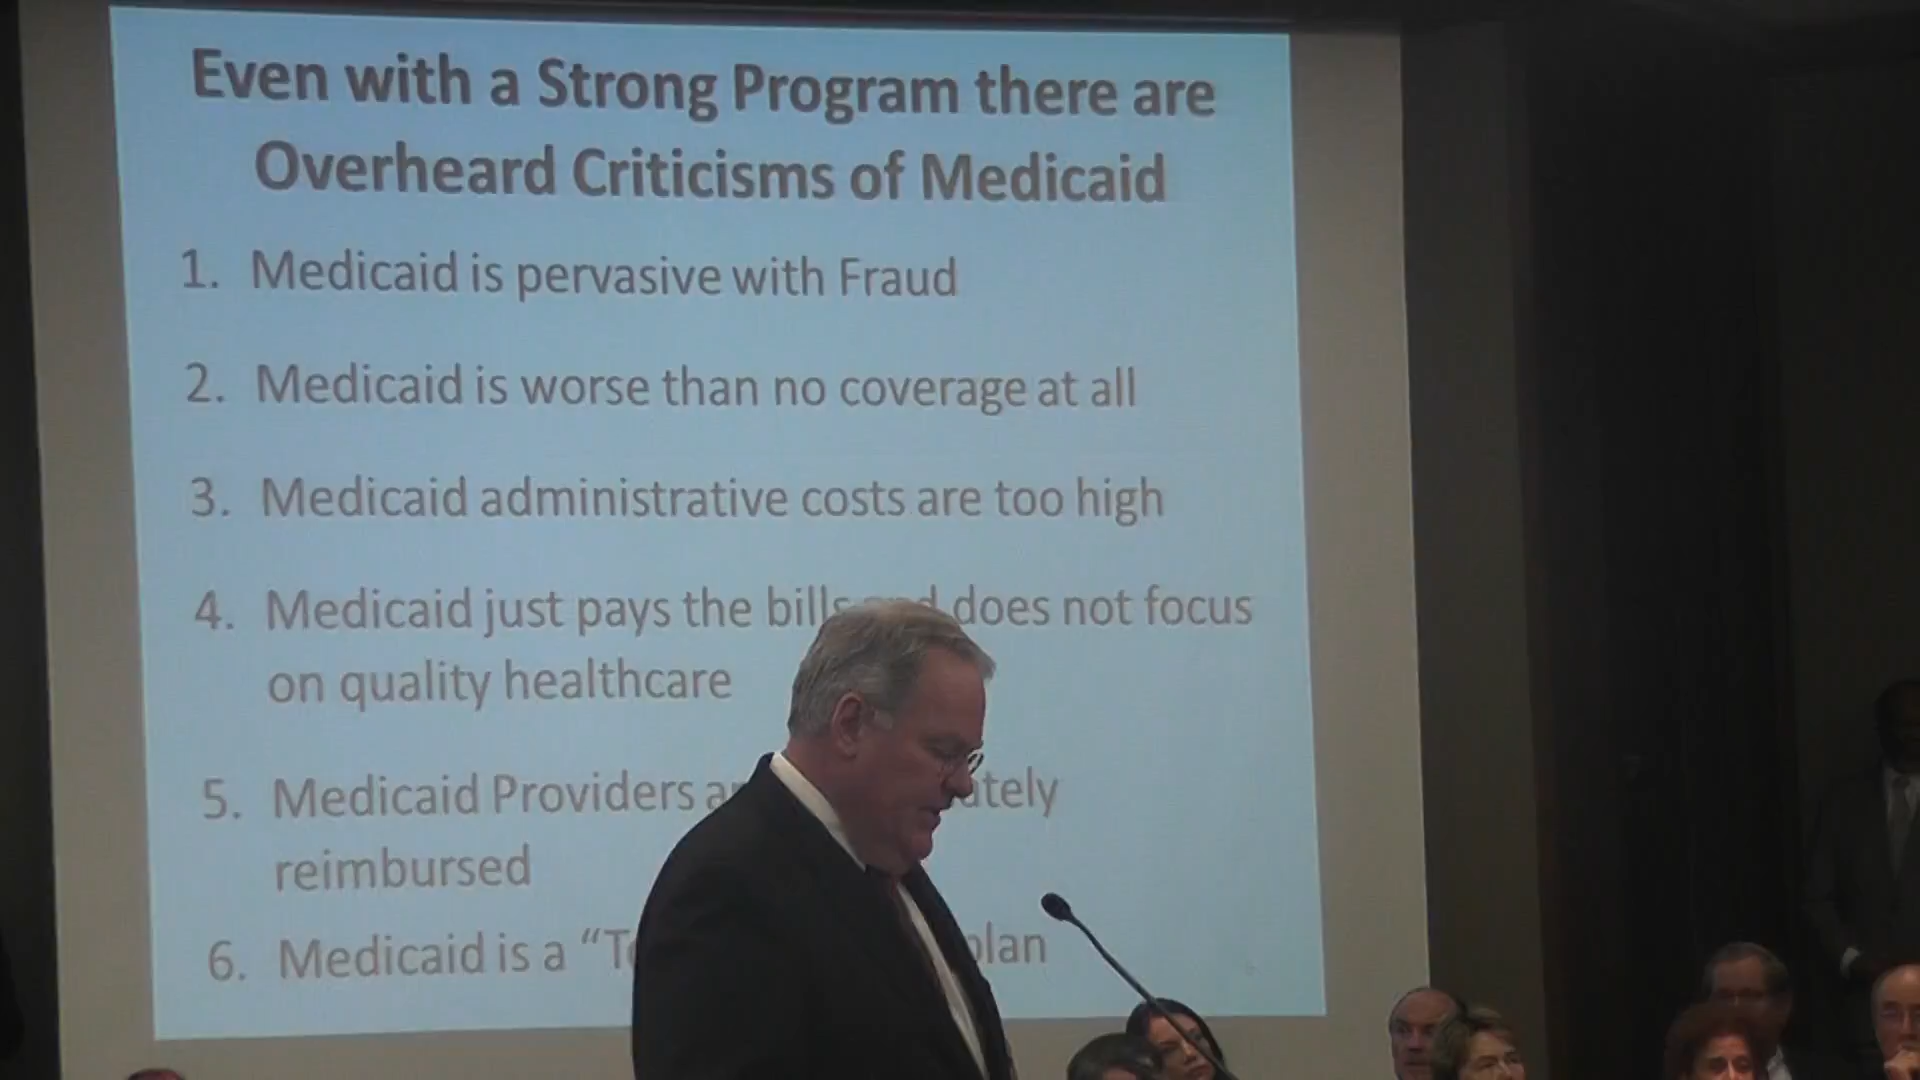 Even with a Strong Program there are
Overheard Criticisms of Medicaid
1. Medicaid is pervasive with Fraud
2. Medicaid is worse than no coverage at all
3. Medicaid administrative costs are too high
4. Medicaid just pays the bills and does not focus
on quality healthcare
5. Medicaid Providers
reimbursed
6. Medicaid is a plan